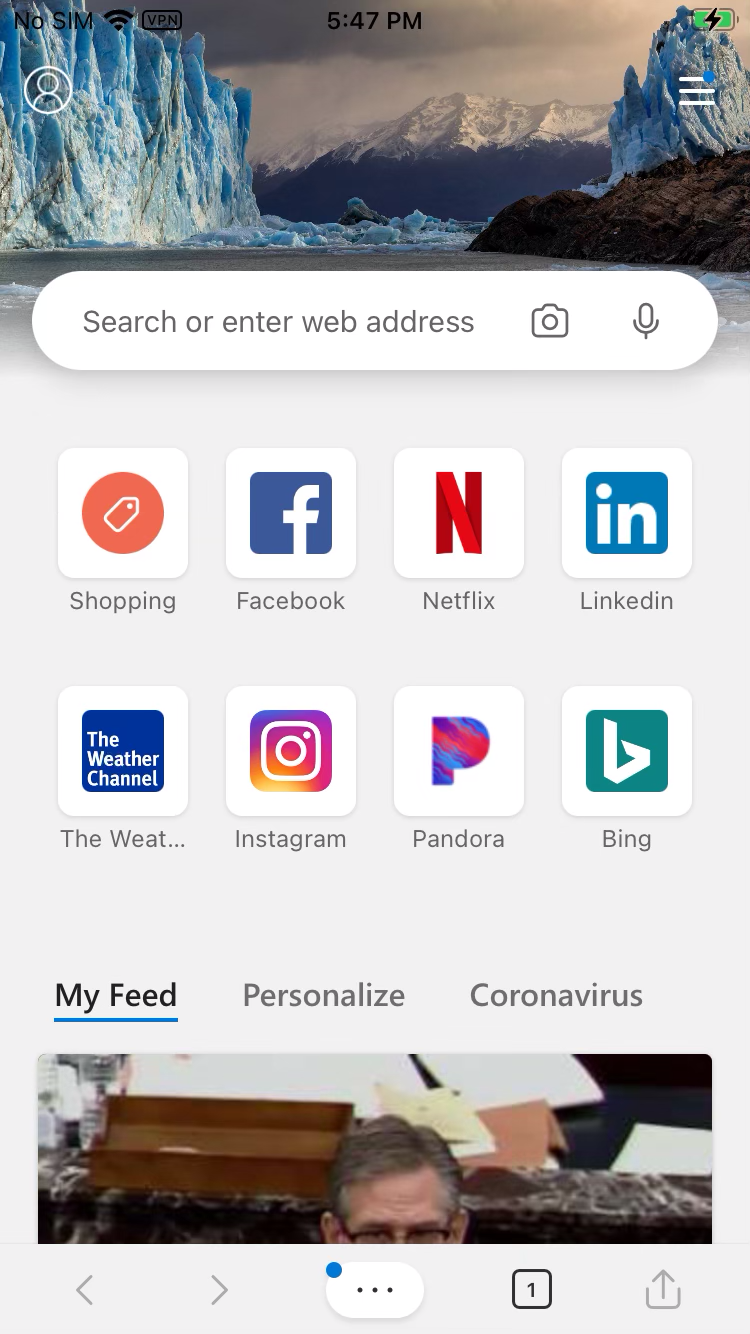 No SIM VPN 5:47 PM
Search or enter web address
Shopping Facebook Netflix Linkedin
The
Weather
Channel
The Weat... Instagram Pandora Bing
My Feed Personalize Coronavirus
1